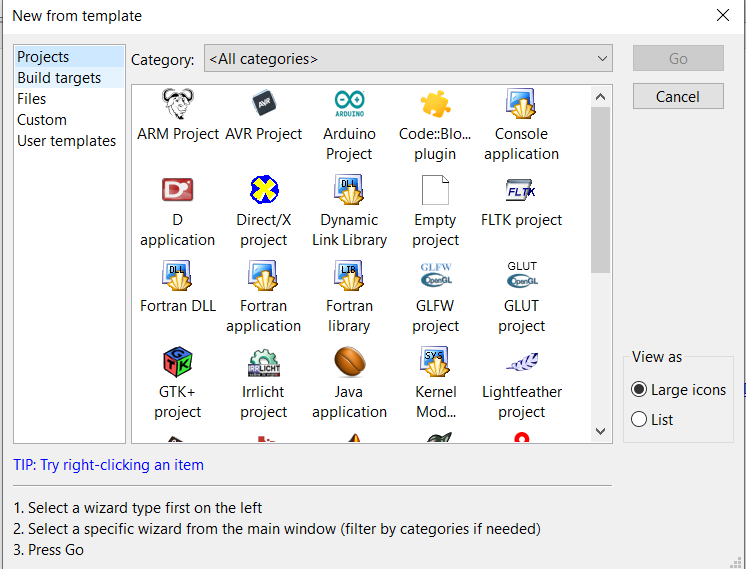 New from template
Projects
Build targets
Files
Custom
User templates
Category:
<All categories>
Go
Cancel
ARM Project
AVR Project
Arduino
Project
Code::Blo...
plugin
Console
application
D
application
Direct/X
project
Dynamic
Link Library
Empty
project
FLTK project
Fortran DLL
Fortran
application
Fortran
library
GLFW
project
GLUT
project
GTK+
project
Irrlicht
project
Java
application
Kernel
Mod...
Lightfeather
project
AVR
ARDUINO
D
DLL
FLTK
DLL
LIB
GLFW
OpenGL
GLUT
OpenGL
GTK
IRRLICHT
SYS
View as
Large icons
List
TIP: Try right-clicking an item
1. Select a wizard type first on the left
2. Select a specific wizard from the main window (filter by categories if needed)
3. Press Go